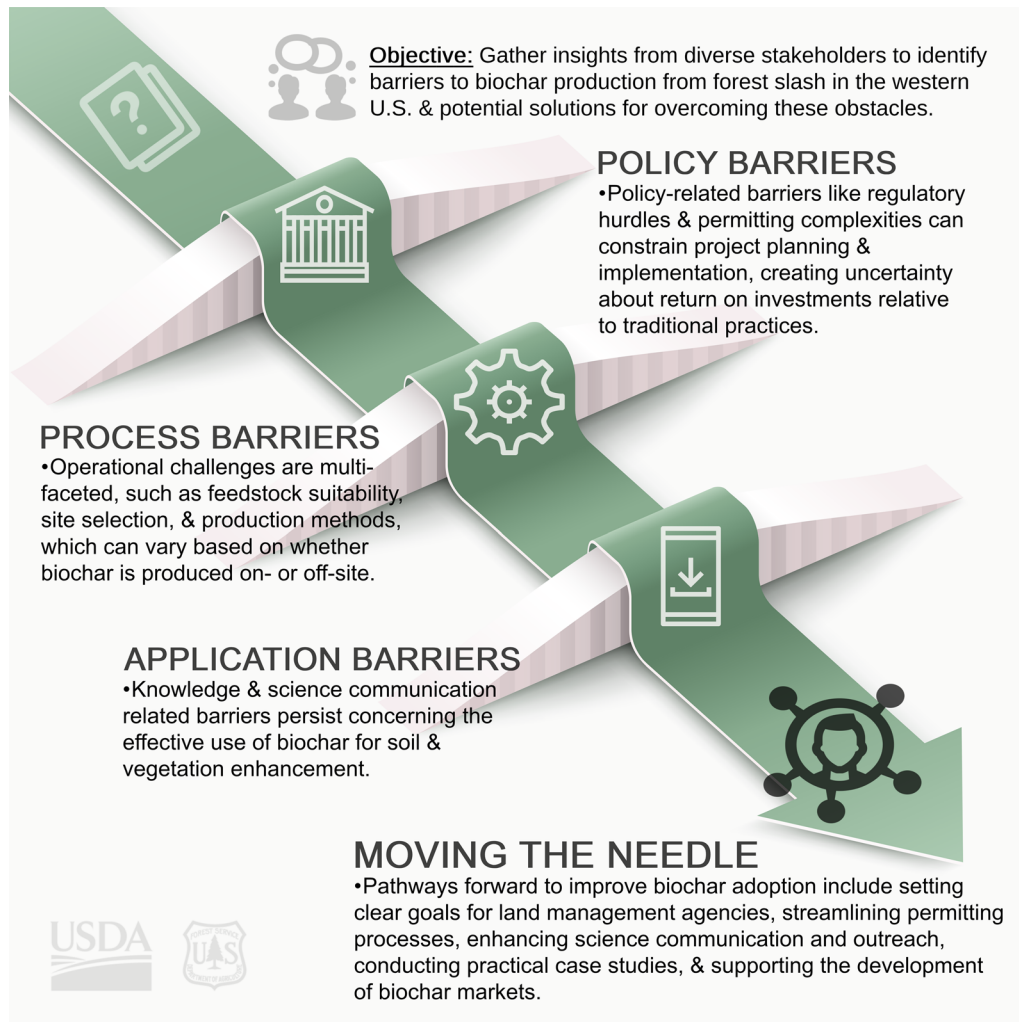 Objective: Gather insights from diverse stakeholders to identify
barriers to biochar production from forest slash in the western
U.S. & potential solutions for overcoming these obstacles.
?
POLICY BARRIERS
•Policy-related barriers like regulatory
hurdles & permitting complexities can
constrain project planning &
implementation, creating uncertainty
about return on investments relative
to traditional practices.
PROCESS BARRIERS
•Operational challenges are multi-
faceted, such as feedstock suitability,
site selection, & production methods,
which can vary based on whether
biochar is produced on- or off-site.
APPLICATION BARRIERS
•Knowledge & science communication
related barriers persist concerning the
effective use of biochar for soil &
vegetation enhancement.
MOVING THE NEEDLE
•Pathways forward to improve biochar adoption include setting
clear goals for land management agencies, streamlining permitting
processes, enhancing science communication and outreach,
conducting practical case studies, & supporting the development
of biochar markets.
USDA
FOREST SERVICE
U S
DEPARTMENT OF AGRICULTURE